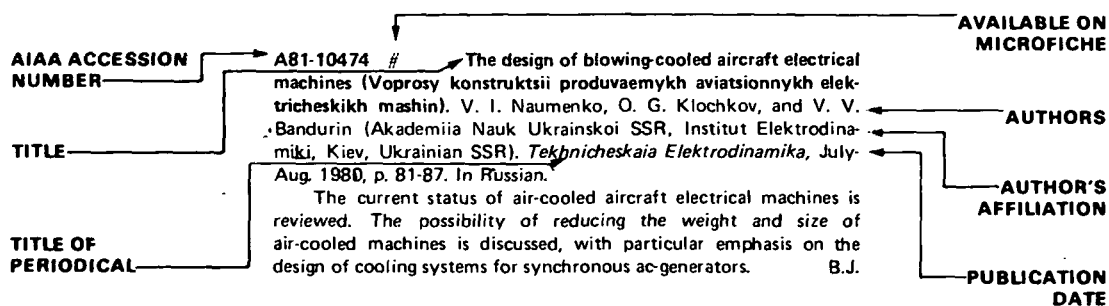 AVAILABLE ON
MICROFICHE
AIAA ACCESSION
NUMBER
TITLE
TITLE OF
PERIODICAL
A81-10474 # The design of blowing-cooled aircraft electrical
machines (Voprosy konstruktsii produvaemykh aviatsionnykh elek-
tricheskikh mashin). V. I. Naumenko, O. G. Klochkov, and V. V.
Bandurin (Akademiia Nauk Ukrainskoi SSR, Institut Elektrodina-
miki, Kiev, Ukrainian SSR). Tekhnicheskaia Elektrodinamika, July-
Aug. 1980, p. 81-87. In Russian.
The current status of air-cooled aircraft electrical machines is
reviewed. The possibility of reducing the weight and size of
air-cooled machines is discussed, with particular emphasis on the
design of cooling systems for synchronous ac-generators. B.J.
AUTHORS
AUTHOR'S
AFFILIATION
PUBLICATION
DATE